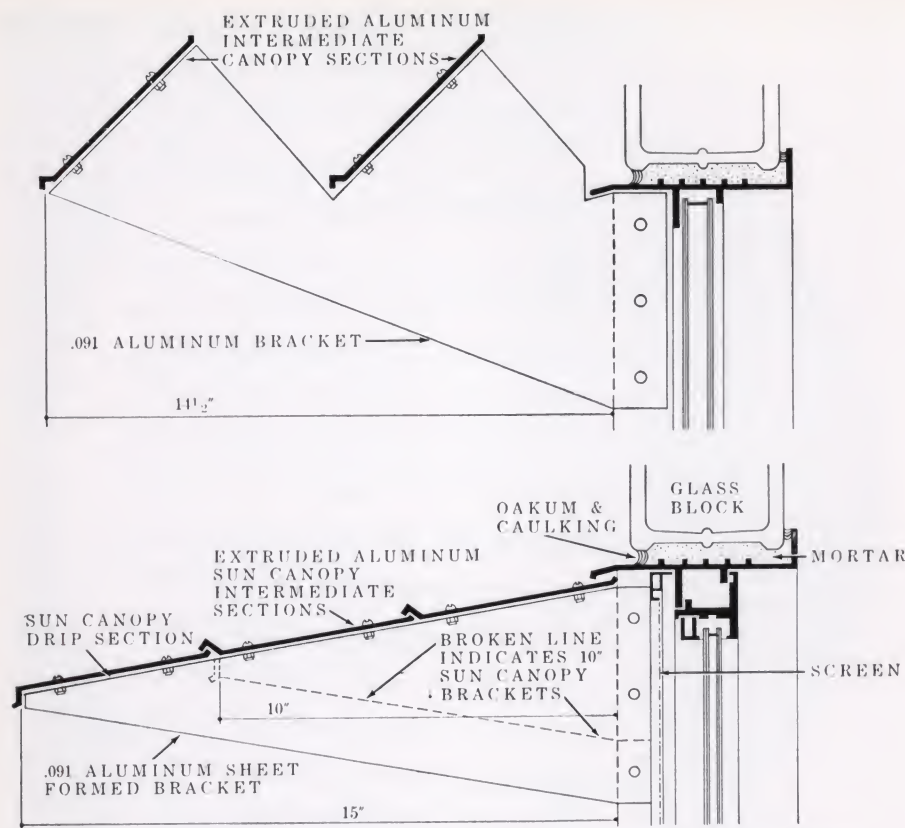 EXTRUDED ALUMINUM
INTERMEDIATE
CANOPY SECTIONS
.091 ALUMINUM BRACKET
14½"
GLASS
BLOCK
OAKUM &
CAULKING
MORTAR
EXTRUDED ALUMINUM
SUN CANOPY
INTERMEDIATE
SECTIONS
SUN CANOPY
DRIP SECTION
BROKEN LINE
INDICATES 10"
SUN CANOPY
BRACKETS
SCREEN
10"
.091 ALUMINUM SHEET
FORMED BRACKET
15"